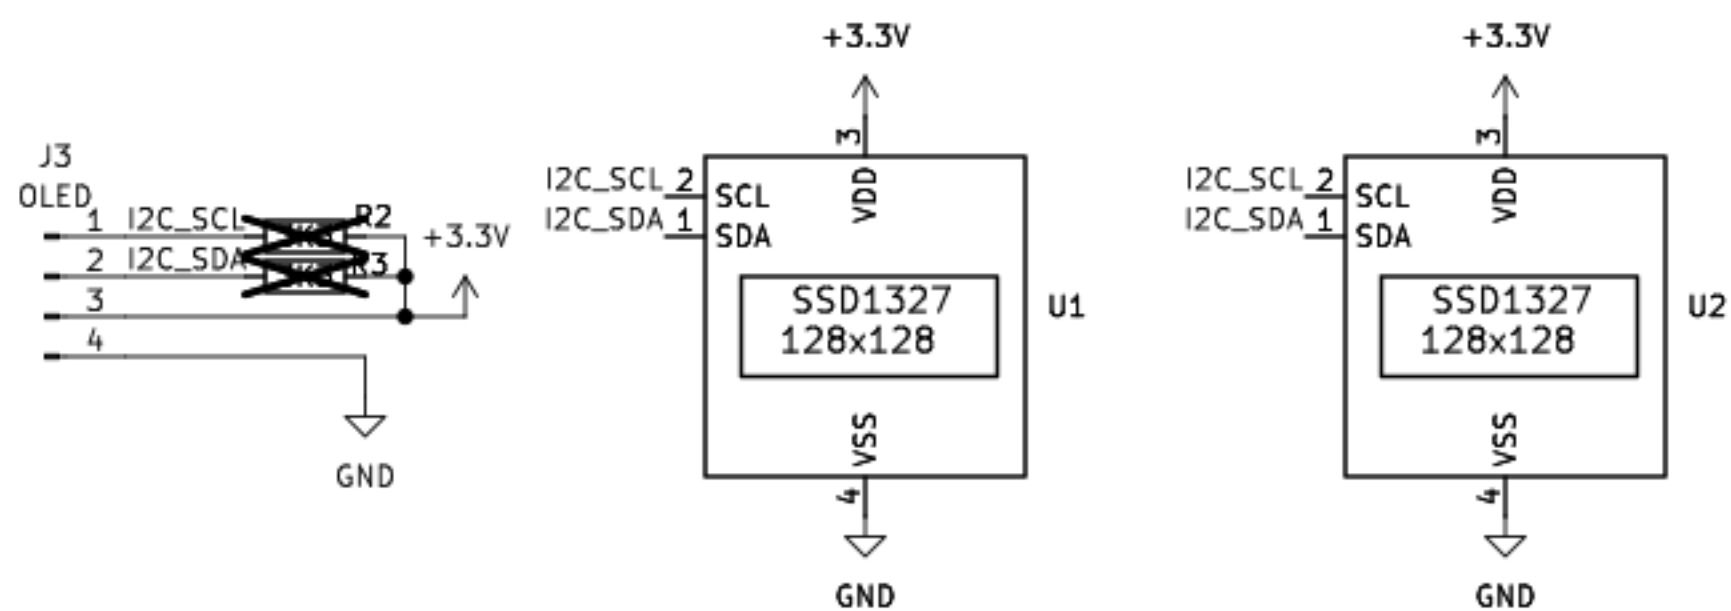 J3
OLED
1
I2C_SCL
R2
2
I2C_SDA
R3
3
4
+3.3V
GND
+3.3V
3
I2C_SCL 2
SCL
VDD
I2C_SDA 1
SDA
SSD1327
128x128
U1
VSS
4
GND
+3.3V
3
I2C_SCL 2
SCL
VDD
I2C_SDA 1
SDA
SSD1327
128x128
U2
VSS
4
GND